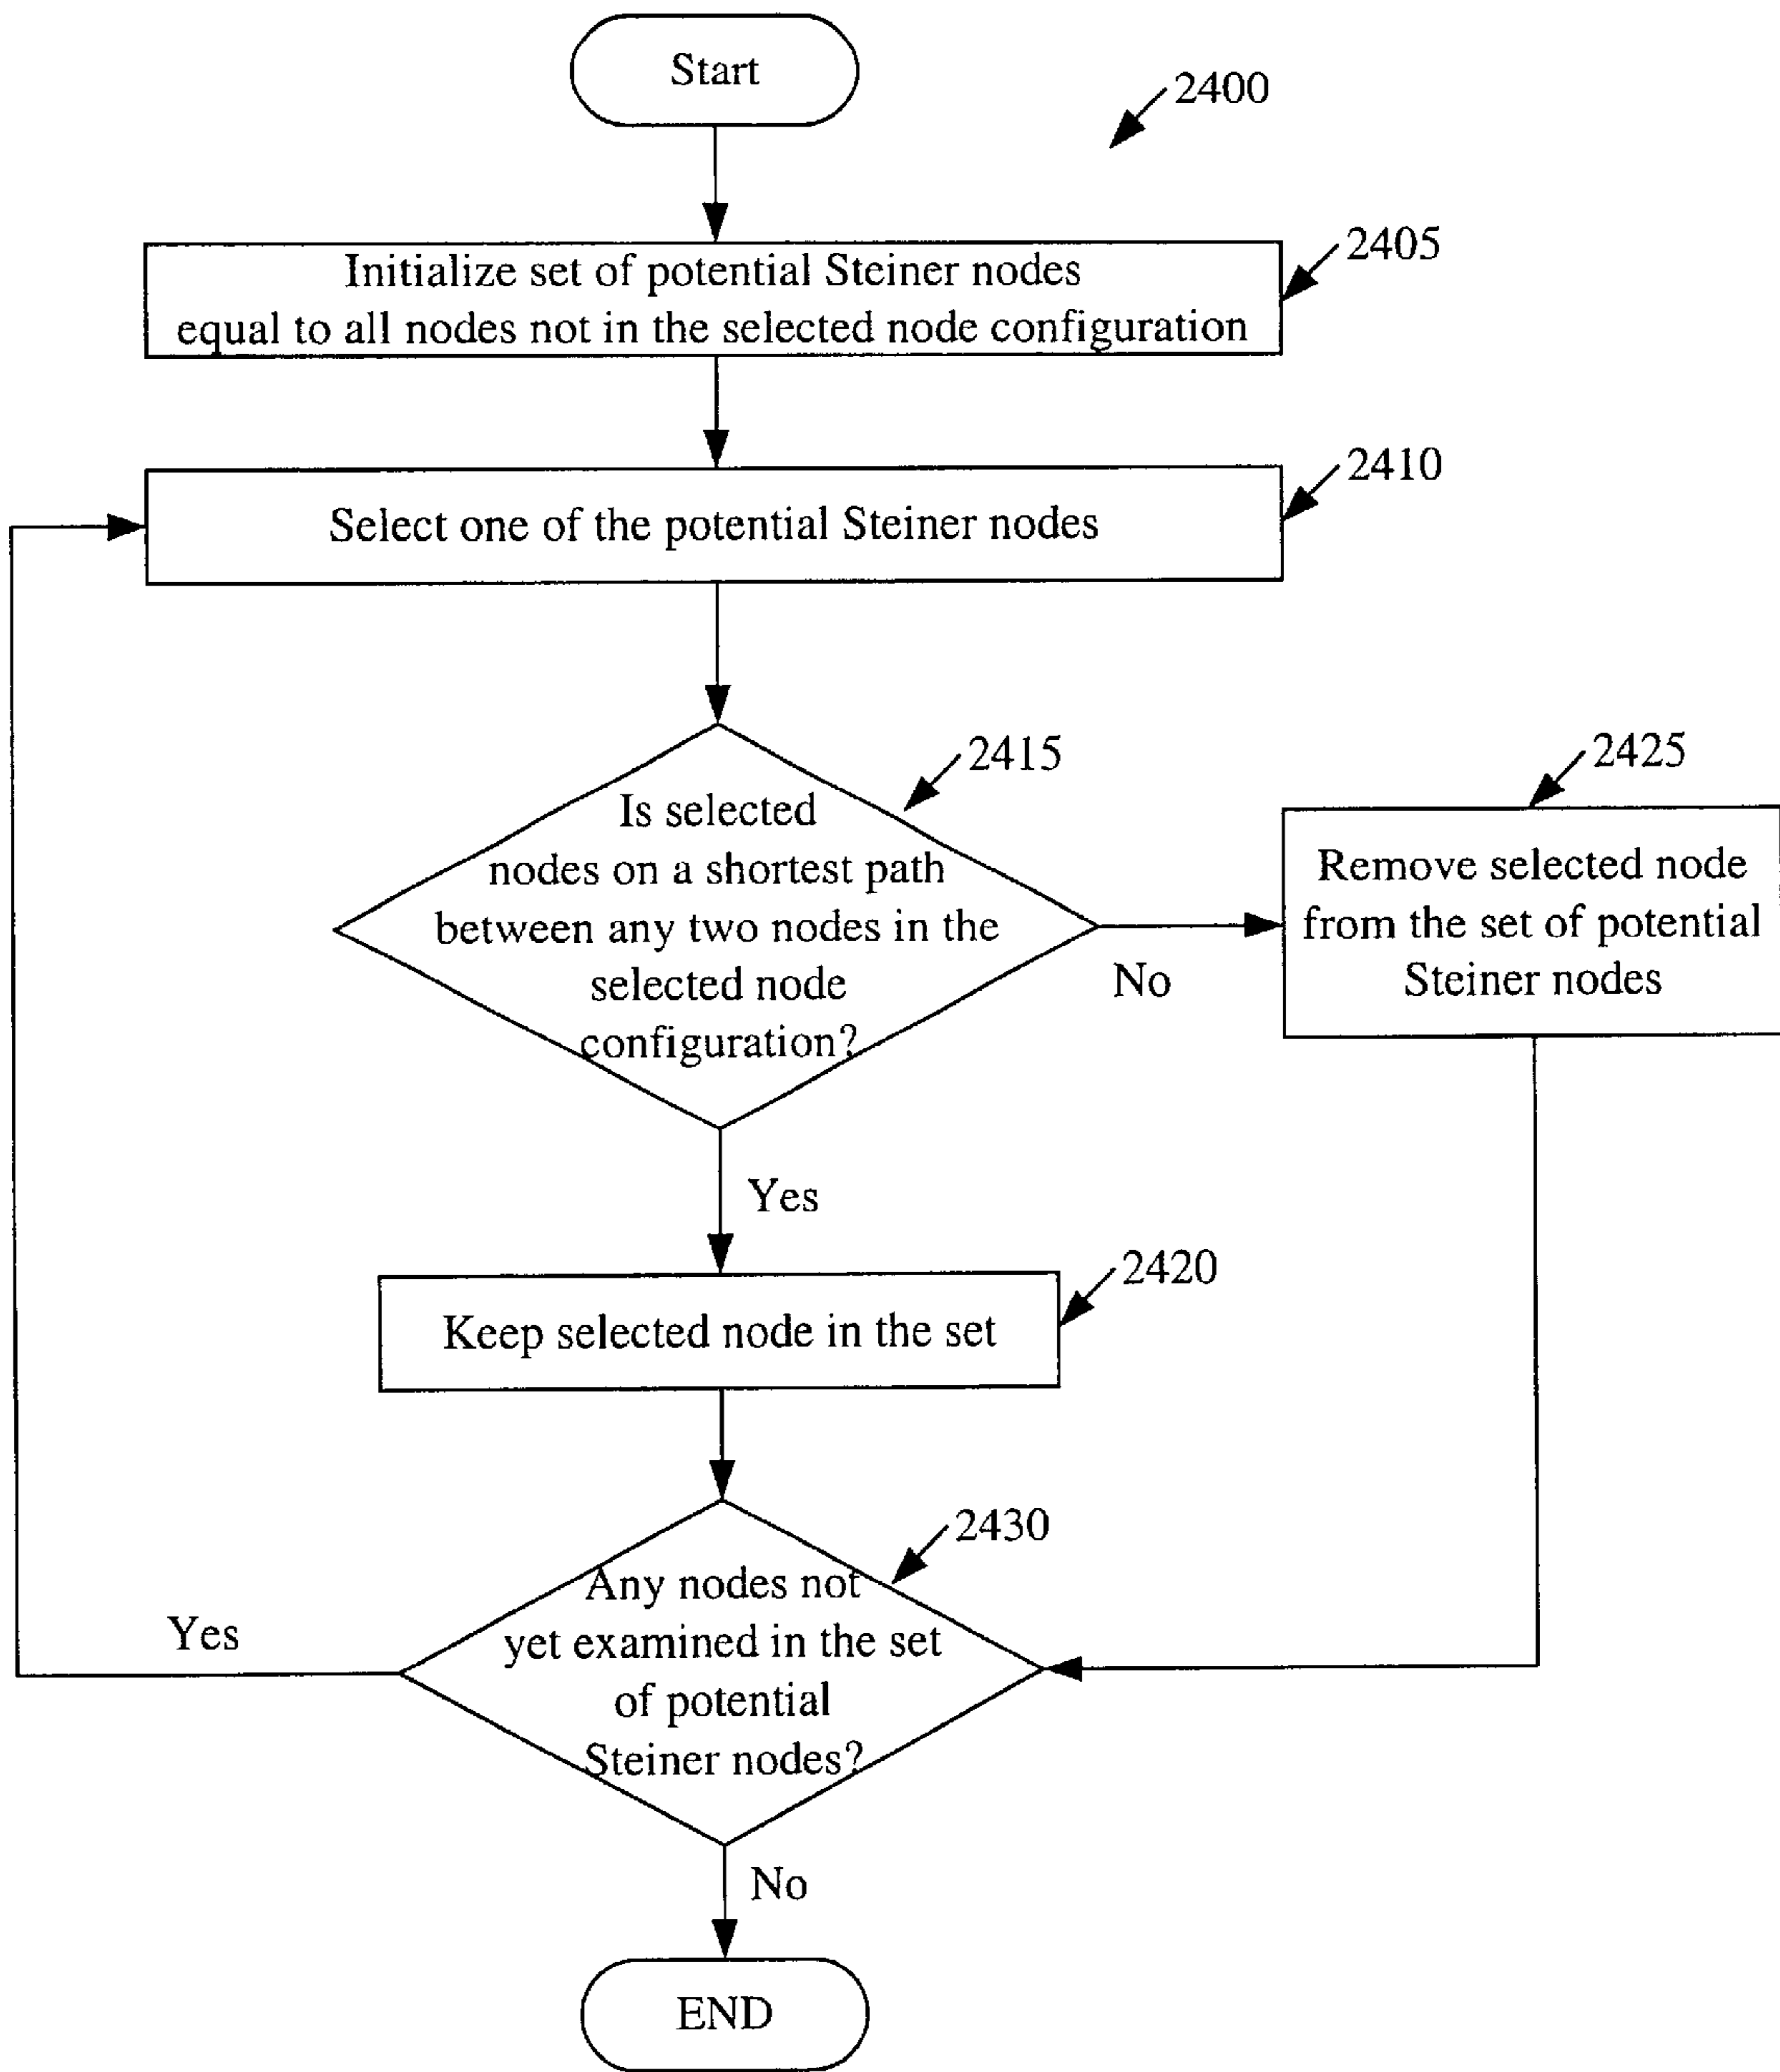 Start
2400
2405
Initialize set of potential Steiner nodes
equal to all nodes not in the selected node configuration
2410
Select one of the potential Steiner nodes
2415
Is selected
nodes on a shortest path
between any two nodes in the
selected node
configuration?
No
2425
Remove selected node
from the set of potential
Steiner nodes
Yes
2420
Keep selected node in the set
2430
Any nodes not
yet examined in the set
of potential
Steiner nodes?
Yes
No
END